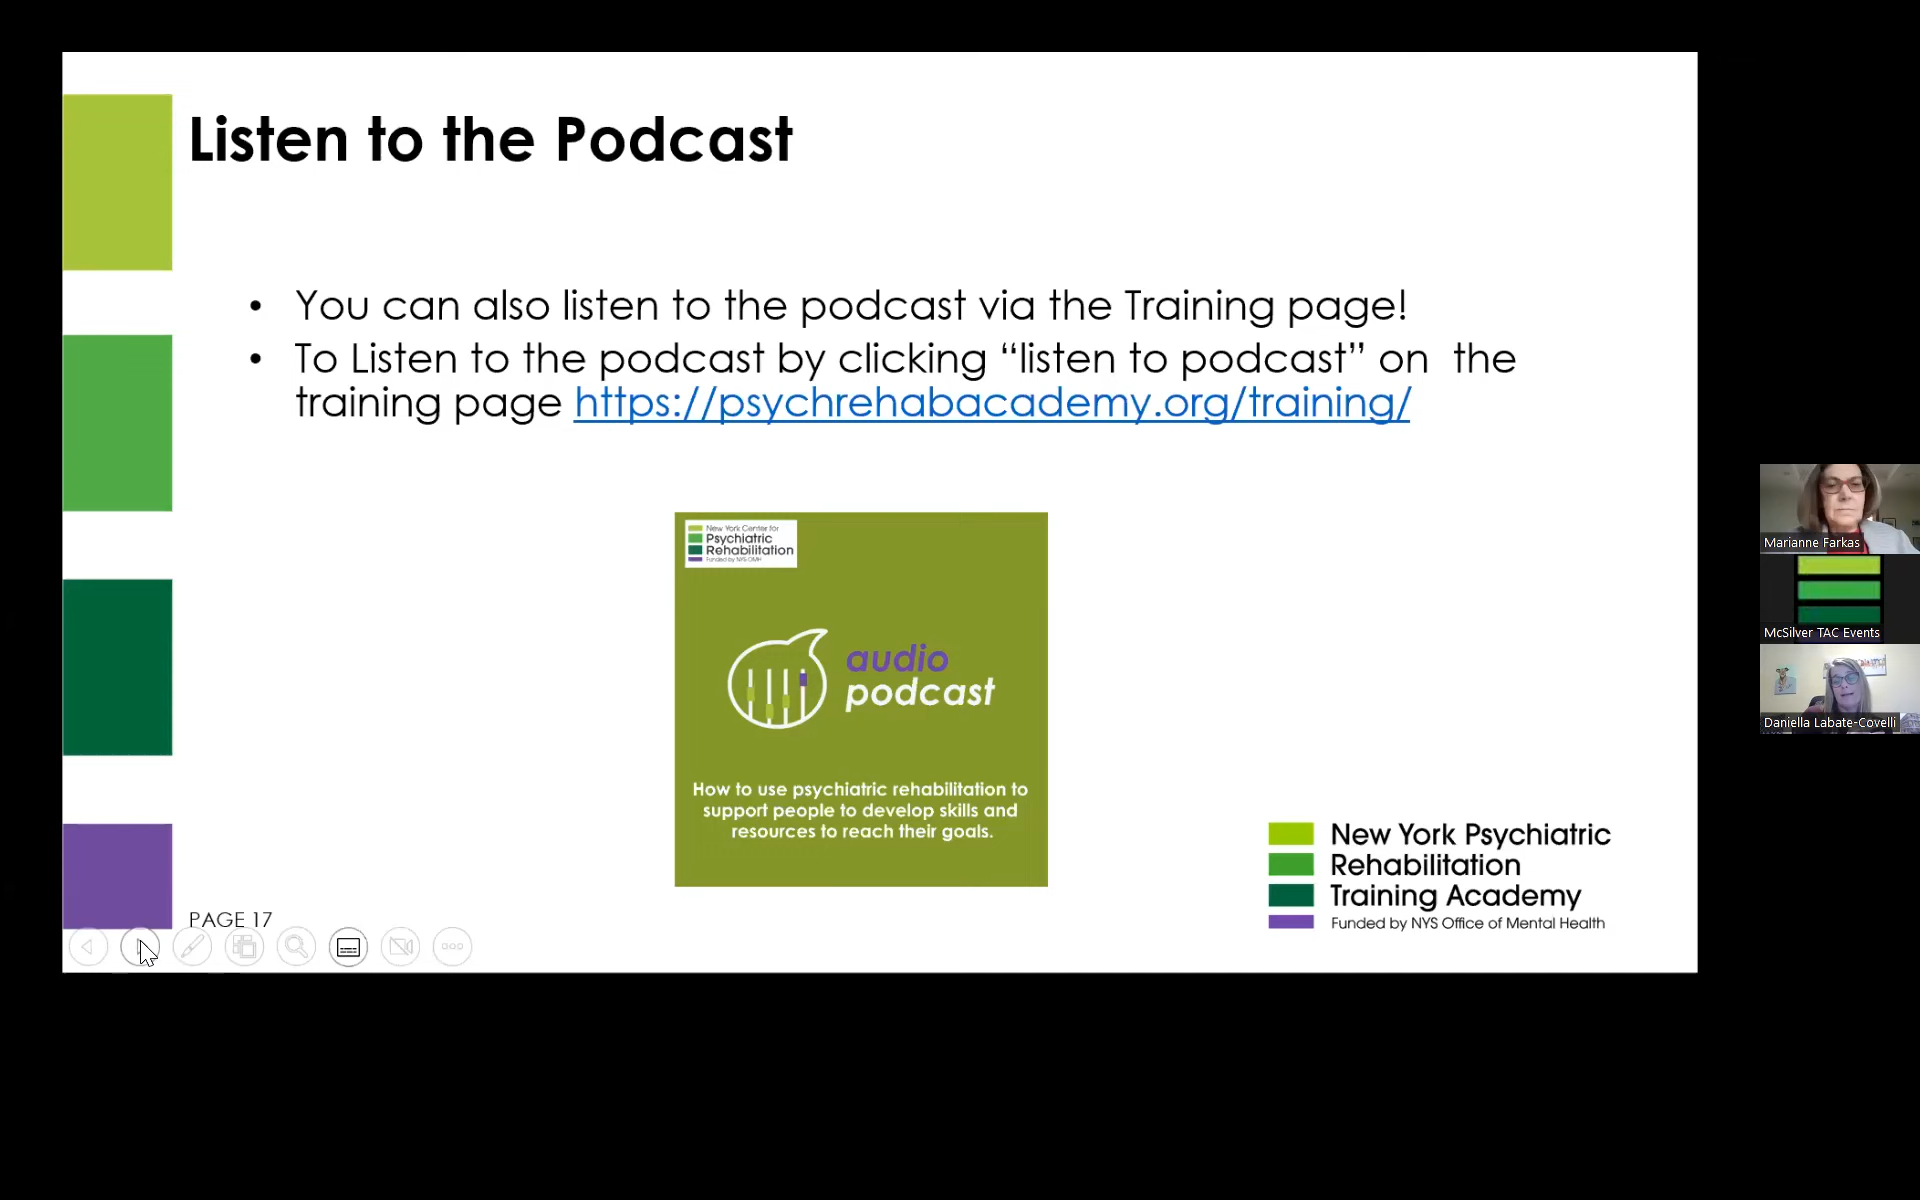 Listen to the Podcast
• You can also listen to the podcast via the Training page!
• To Listen to the podcast by clicking “listen to podcast” on  the
training page https://psychrehabacademy.org/training/
New York Center for
Psychiatric
Rehabilitation
Funded by NYS OMH
audio
podcast
How to use psychiatric rehabilitation to
support people to develop skills and
resources to reach their goals.
New York Psychiatric
Rehabilitation
Training Academy
Funded by NYS Office of Mental Health
PAGE 17
Marianne Farkas
McSilver TAC Events
Daniella Labate-Covelli